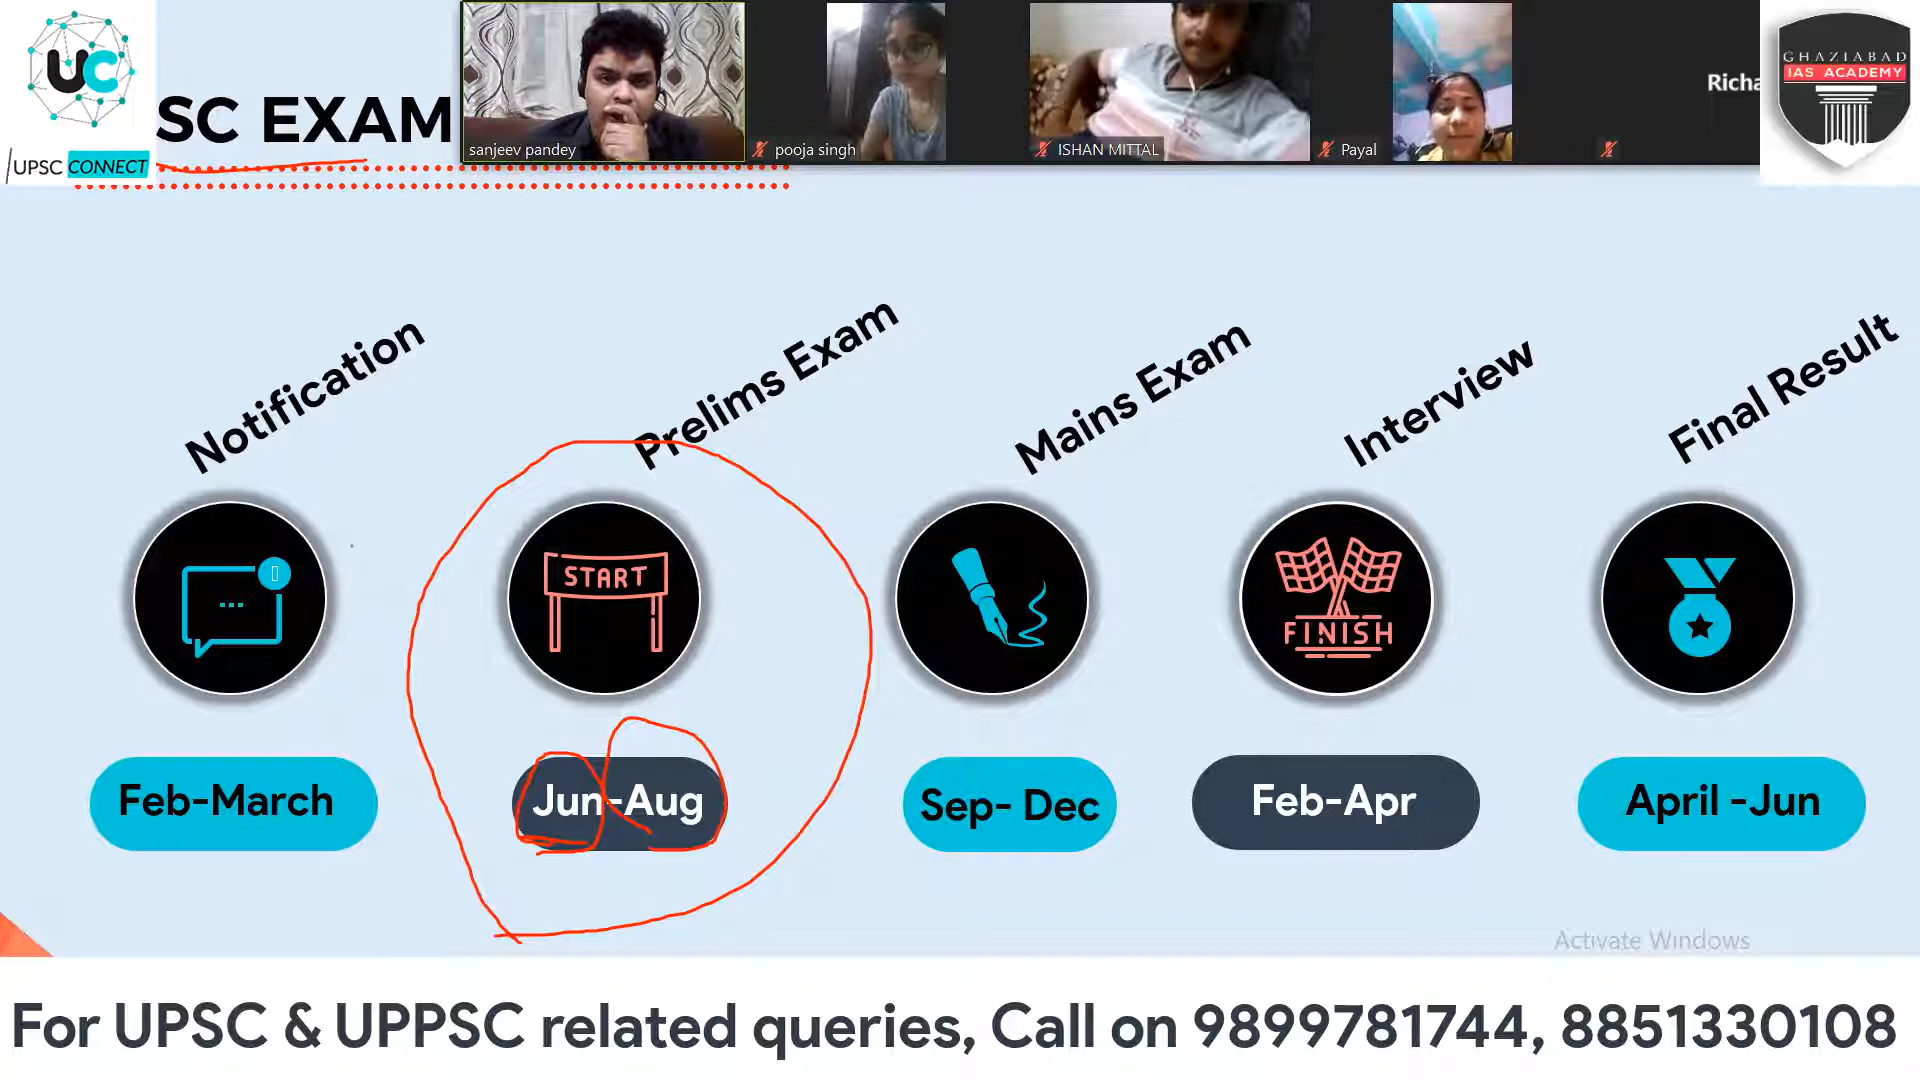 UC
SC EXAM
UPSC CONNECT
sanjeev pandey
pooja singh
ISHAN MITTAL
Payal
Richa
GHAZIABAD
IAS ACADEMY
Notification
Prelims Exam
Mains Exam
Interview
Final Result
START
FINISH
Feb-March
Jun-Aug
Sep- Dec
Feb-Apr
April -Jun
Activate Windows
For UPSC & UPPSC related queries, Call on 9899781744, 8851330108